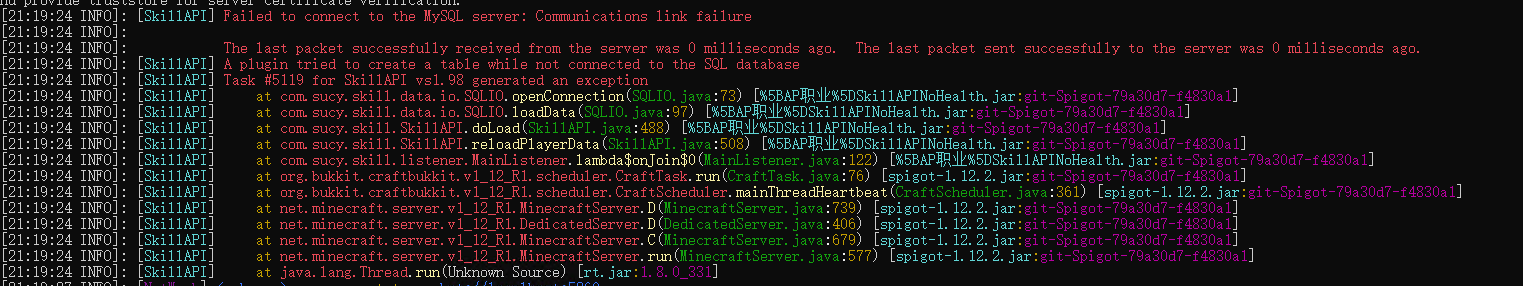 nd provide truststore for server certificate verification.
[21:19:24 INFO]: [SkillAPI] Failed to connect to the MySQL server: Communications link failure
[21:19:24 INFO]:
[21:19:24 INFO]:            The last packet successfully received from the server was 0 milliseconds ago.  The last packet sent successfully to the server was 0 milliseconds ago.
[21:19:24 INFO]: [SkillAPI] A plugin tried to create a table while not connected to the SQL database
[21:19:24 INFO]: [SkillAPI] Task #5119 for SkillAPI vs1.98 generated an exception
[21:19:24 INFO]: [SkillAPI]     at com.sucy.skill.data.io.SQLIO.openConnection(SQLIO.java:73) [%5BAP职业%5DSkillAPINoHealth.jar:git-Spigot-79a30d7-f4830a1]
[21:19:24 INFO]: [SkillAPI]     at com.sucy.skill.data.io.SQLIO.loadData(SQLIO.java:97) [%5BAP职业%5DSkillAPINoHealth.jar:git-Spigot-79a30d7-f4830a1]
[21:19:24 INFO]: [SkillAPI]     at com.sucy.skill.SkillAPI.doLoad(SkillAPI.java:488) [%5BAP职业%5DSkillAPINoHealth.jar:git-Spigot-79a30d7-f4830a1]
[21:19:24 INFO]: [SkillAPI]     at com.sucy.skill.SkillAPI.reloadPlayerData(SkillAPI.java:508) [%5BAP职业%5DSkillAPINoHealth.jar:git-Spigot-79a30d7-f4830a1]
[21:19:24 INFO]: [SkillAPI]     at com.sucy.skill.listener.MainListener.lambda$onJoin$0(MainListener.java:122) [%5BAP职业%5DSkillAPINoHealth.jar:git-Spigot-79a30d7-f4830a1]
[21:19:24 INFO]: [SkillAPI]     at org.bukkit.craftbukkit.v1_12_R1.scheduler.CraftTask.run(CraftTask.java:76) [spigot-1.12.2.jar:git-Spigot-79a30d7-f4830a1]
[21:19:24 INFO]: [SkillAPI]     at org.bukkit.craftbukkit.v1_12_R1.scheduler.CraftScheduler.mainThreadHeartbeat(CraftScheduler.java:361) [spigot-1.12.2.jar:git-Spigot-79a30d7-f4830a1]
[21:19:24 INFO]: [SkillAPI]     at net.minecraft.server.v1_12_R1.MinecraftServer.D(MinecraftServer.java:739) [spigot-1.12.2.jar:git-Spigot-79a30d7-f4830a1]
[21:19:24 INFO]: [SkillAPI]     at net.minecraft.server.v1_12_R1.DedicatedServer.D(DedicatedServer.java:406) [spigot-1.12.2.jar:git-Spigot-79a30d7-f4830a1]
[21:19:24 INFO]: [SkillAPI]     at net.minecraft.server.v1_12_R1.MinecraftServer.C(MinecraftServer.java:679) [spigot-1.12.2.jar:git-Spigot-79a30d7-f4830a1]
[21:19:24 INFO]: [SkillAPI]     at net.minecraft.server.v1_12_R1.MinecraftServer.run(MinecraftServer.java:577) [spigot-1.12.2.jar:git-Spigot-79a30d7-f4830a1]
[21:19:24 INFO]: [SkillAPI]     at java.lang.Thread.run(Unknown Source) [rt.jar:1.8.0_331]